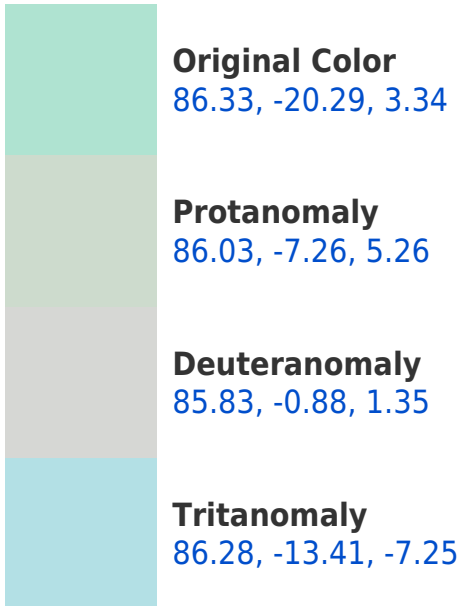 Original Color
86.33, -20.29, 3.34
Protanomaly
86.03, -7.26, 5.26
Deuteranomaly
85.83, -0.88, 1.35
Tritanomaly
86.28, -13.41, -7.25